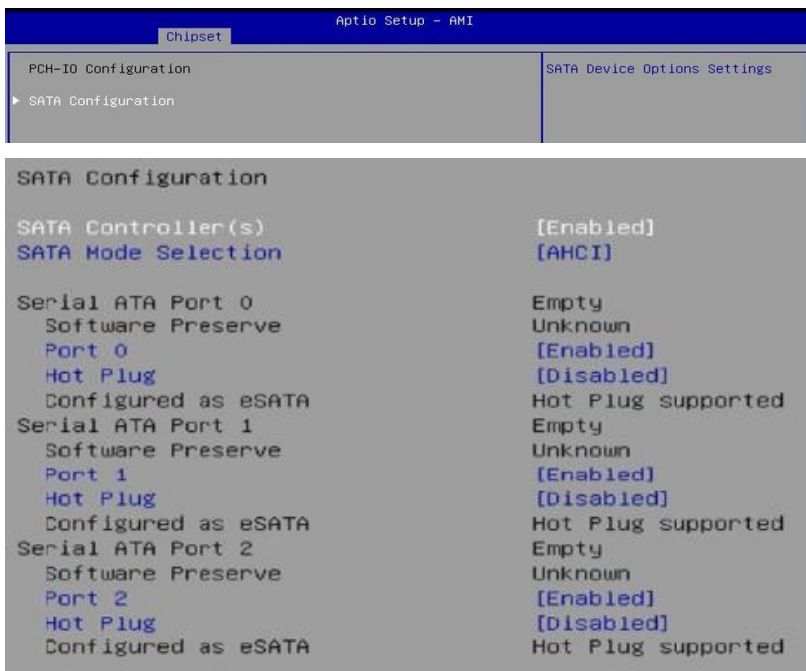 Aptio Setup - AMI
Chipset
PCH-IO Configuration
SATA Device Options Settings
▶ SATA Configuration
SATA Configuration
SATA Controller(s) [Enabled]
SATA Mode Selection [AHCI]
Serial ATA Port 0 Empty
Software Preserve Unknown
Port 0 [Enabled]
Hot Plug [Disabled]
Configured as eSATA Hot Plug supported
Serial ATA Port 1 Empty
Software Preserve Unknown
Port 1 [Enabled]
Hot Plug [Disabled]
Configured as eSATA Hot Plug supported
Serial ATA Port 2 Empty
Software Preserve Unknown
Port 2 [Enabled]
Hot Plug [Disabled]
Configured as eSATA Hot Plug supported